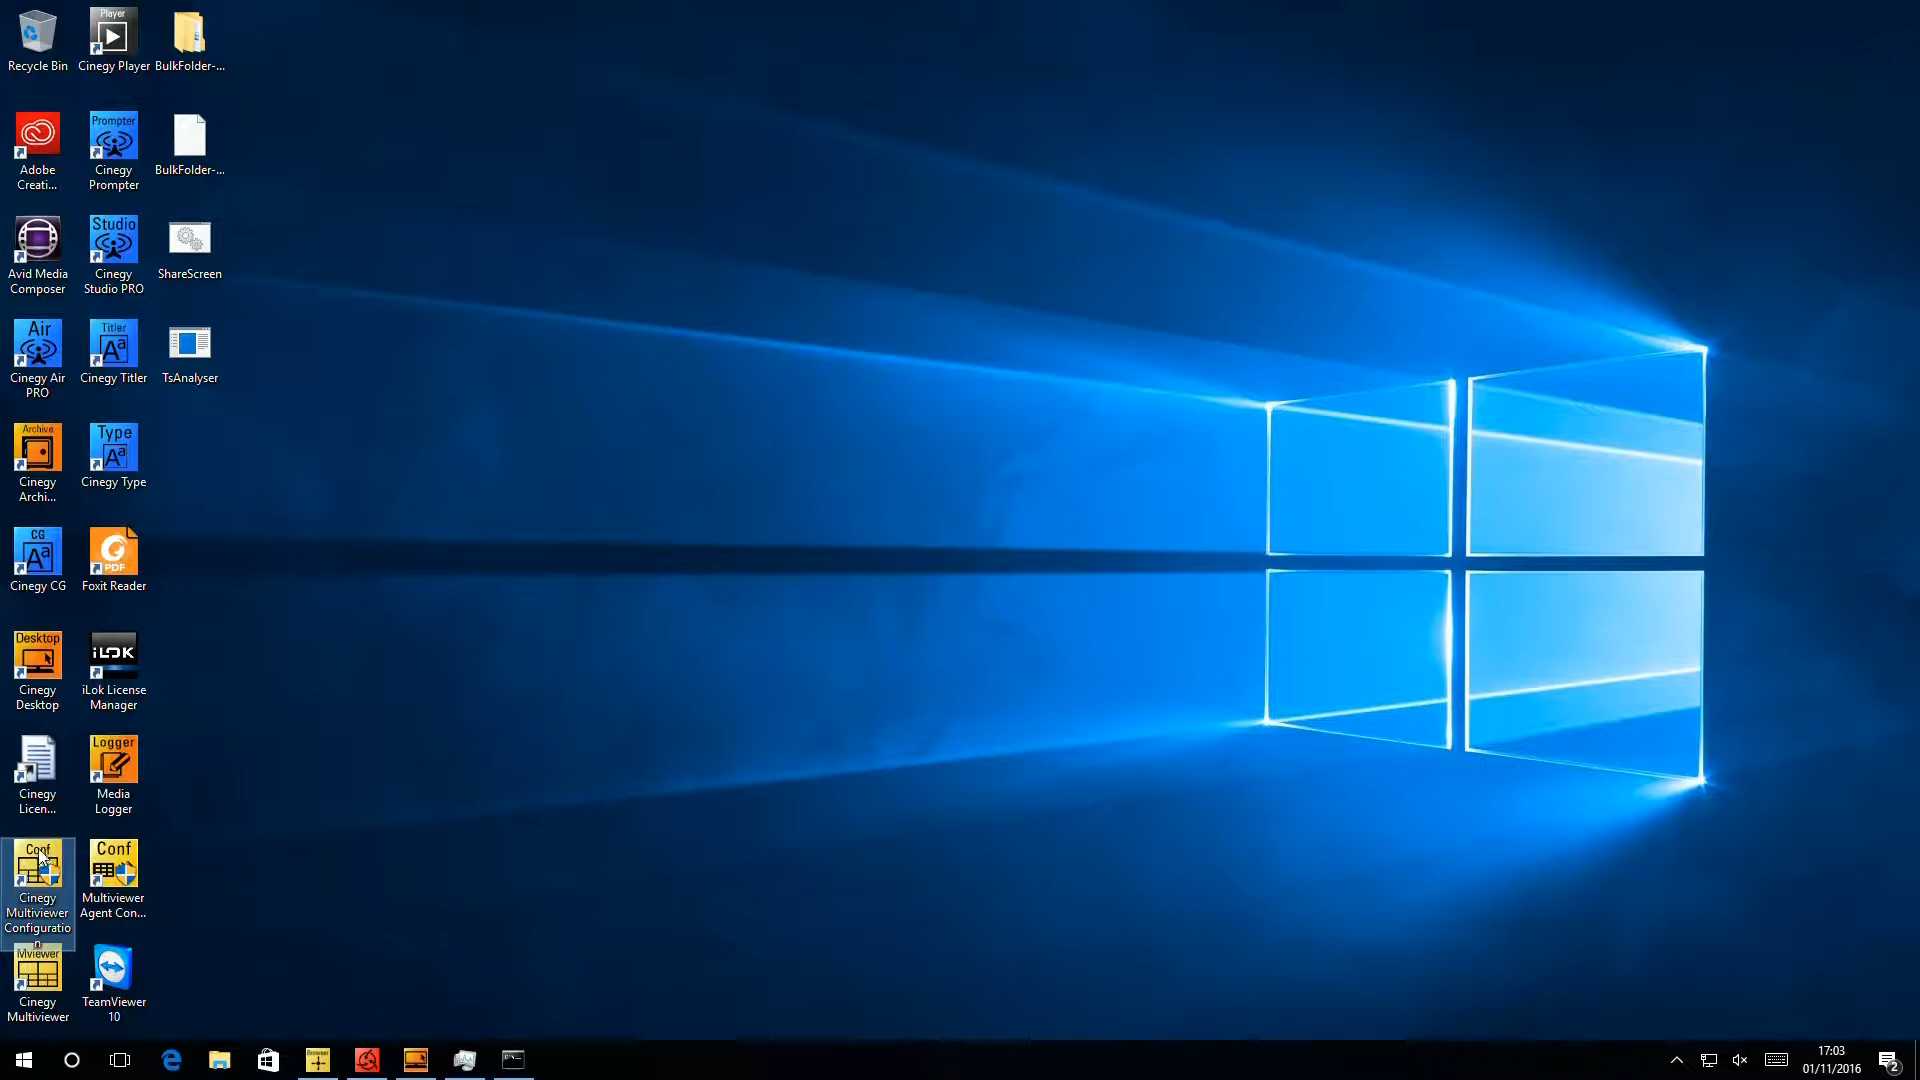 Recycle Bin
Player
Cinegy Player
BulkFolder-...
Adobe
Creati...
Prompter
Cinegy
Prompter
BulkFolder-...
Avid Media
Composer
Studio
Cinegy
Studio PRO
ShareScreen
Air
Cinegy Air
PRO
Titler
Aa
Cinegy Titler
TsAnalyser
Archive
Cinegy
Archi...
Type
Aa
Cinegy Type
CG
Aa
Cinegy CG
PDF
Foxit Reader
Desktop
Cinegy
Desktop
iLOK
iLok License
Manager
Cinegy
Licen...
Logger
Media
Logger
Conf
Cinegy
Multiviewer
Configuratio
n
Conf
Multiviewer
Agent Con...
Mviewer
Cinegy
Multiviewer
TeamViewer
10
17:03
01/11/2016
2